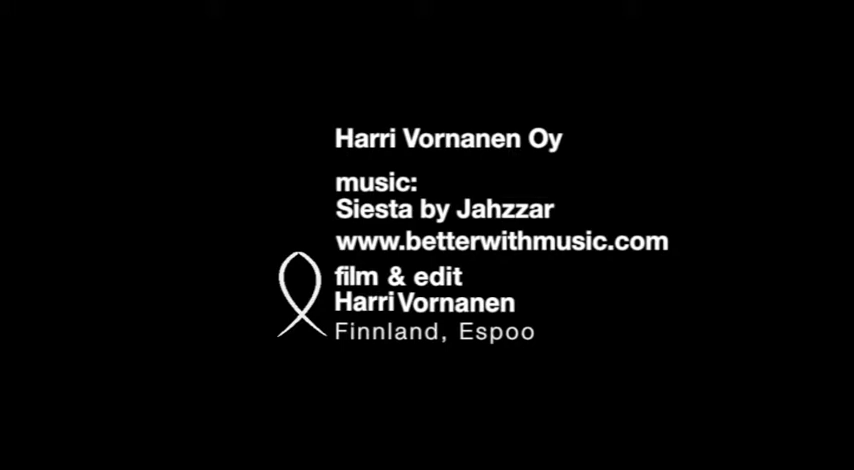 Harri Vornanen Oy
music:
Siesta by Jahzzar
www.betterwithmusic.com
film & edit
Harri Vornanen
Finnland, Espoo